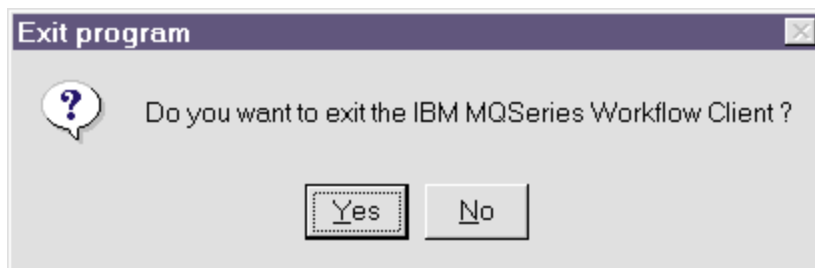 Exit program
Do you want to exit the IBM MQSeries Workflow Client ?
Yes No